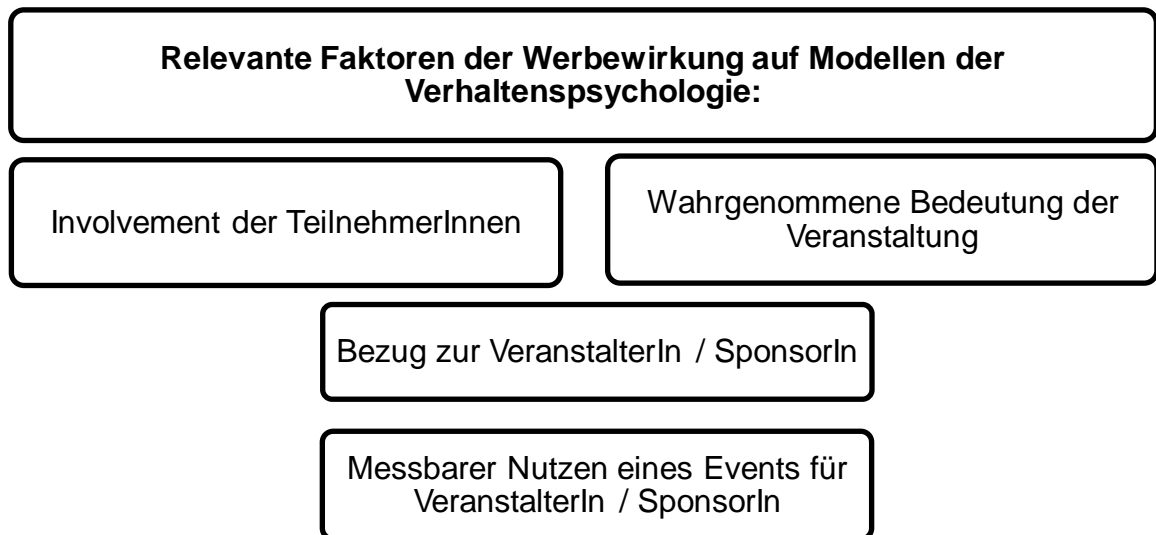 Relevante Faktoren der Werbewirkung auf Modellen der
Verhaltenspsychologie:
Involvement der TeilnehmerInnen
Wahrgenommene Bedeutung der
Veranstaltung
Bezug zur VeranstalterIn / SponsorIn
Messbarer Nutzen eines Events für
VeranstalterIn / SponsorIn